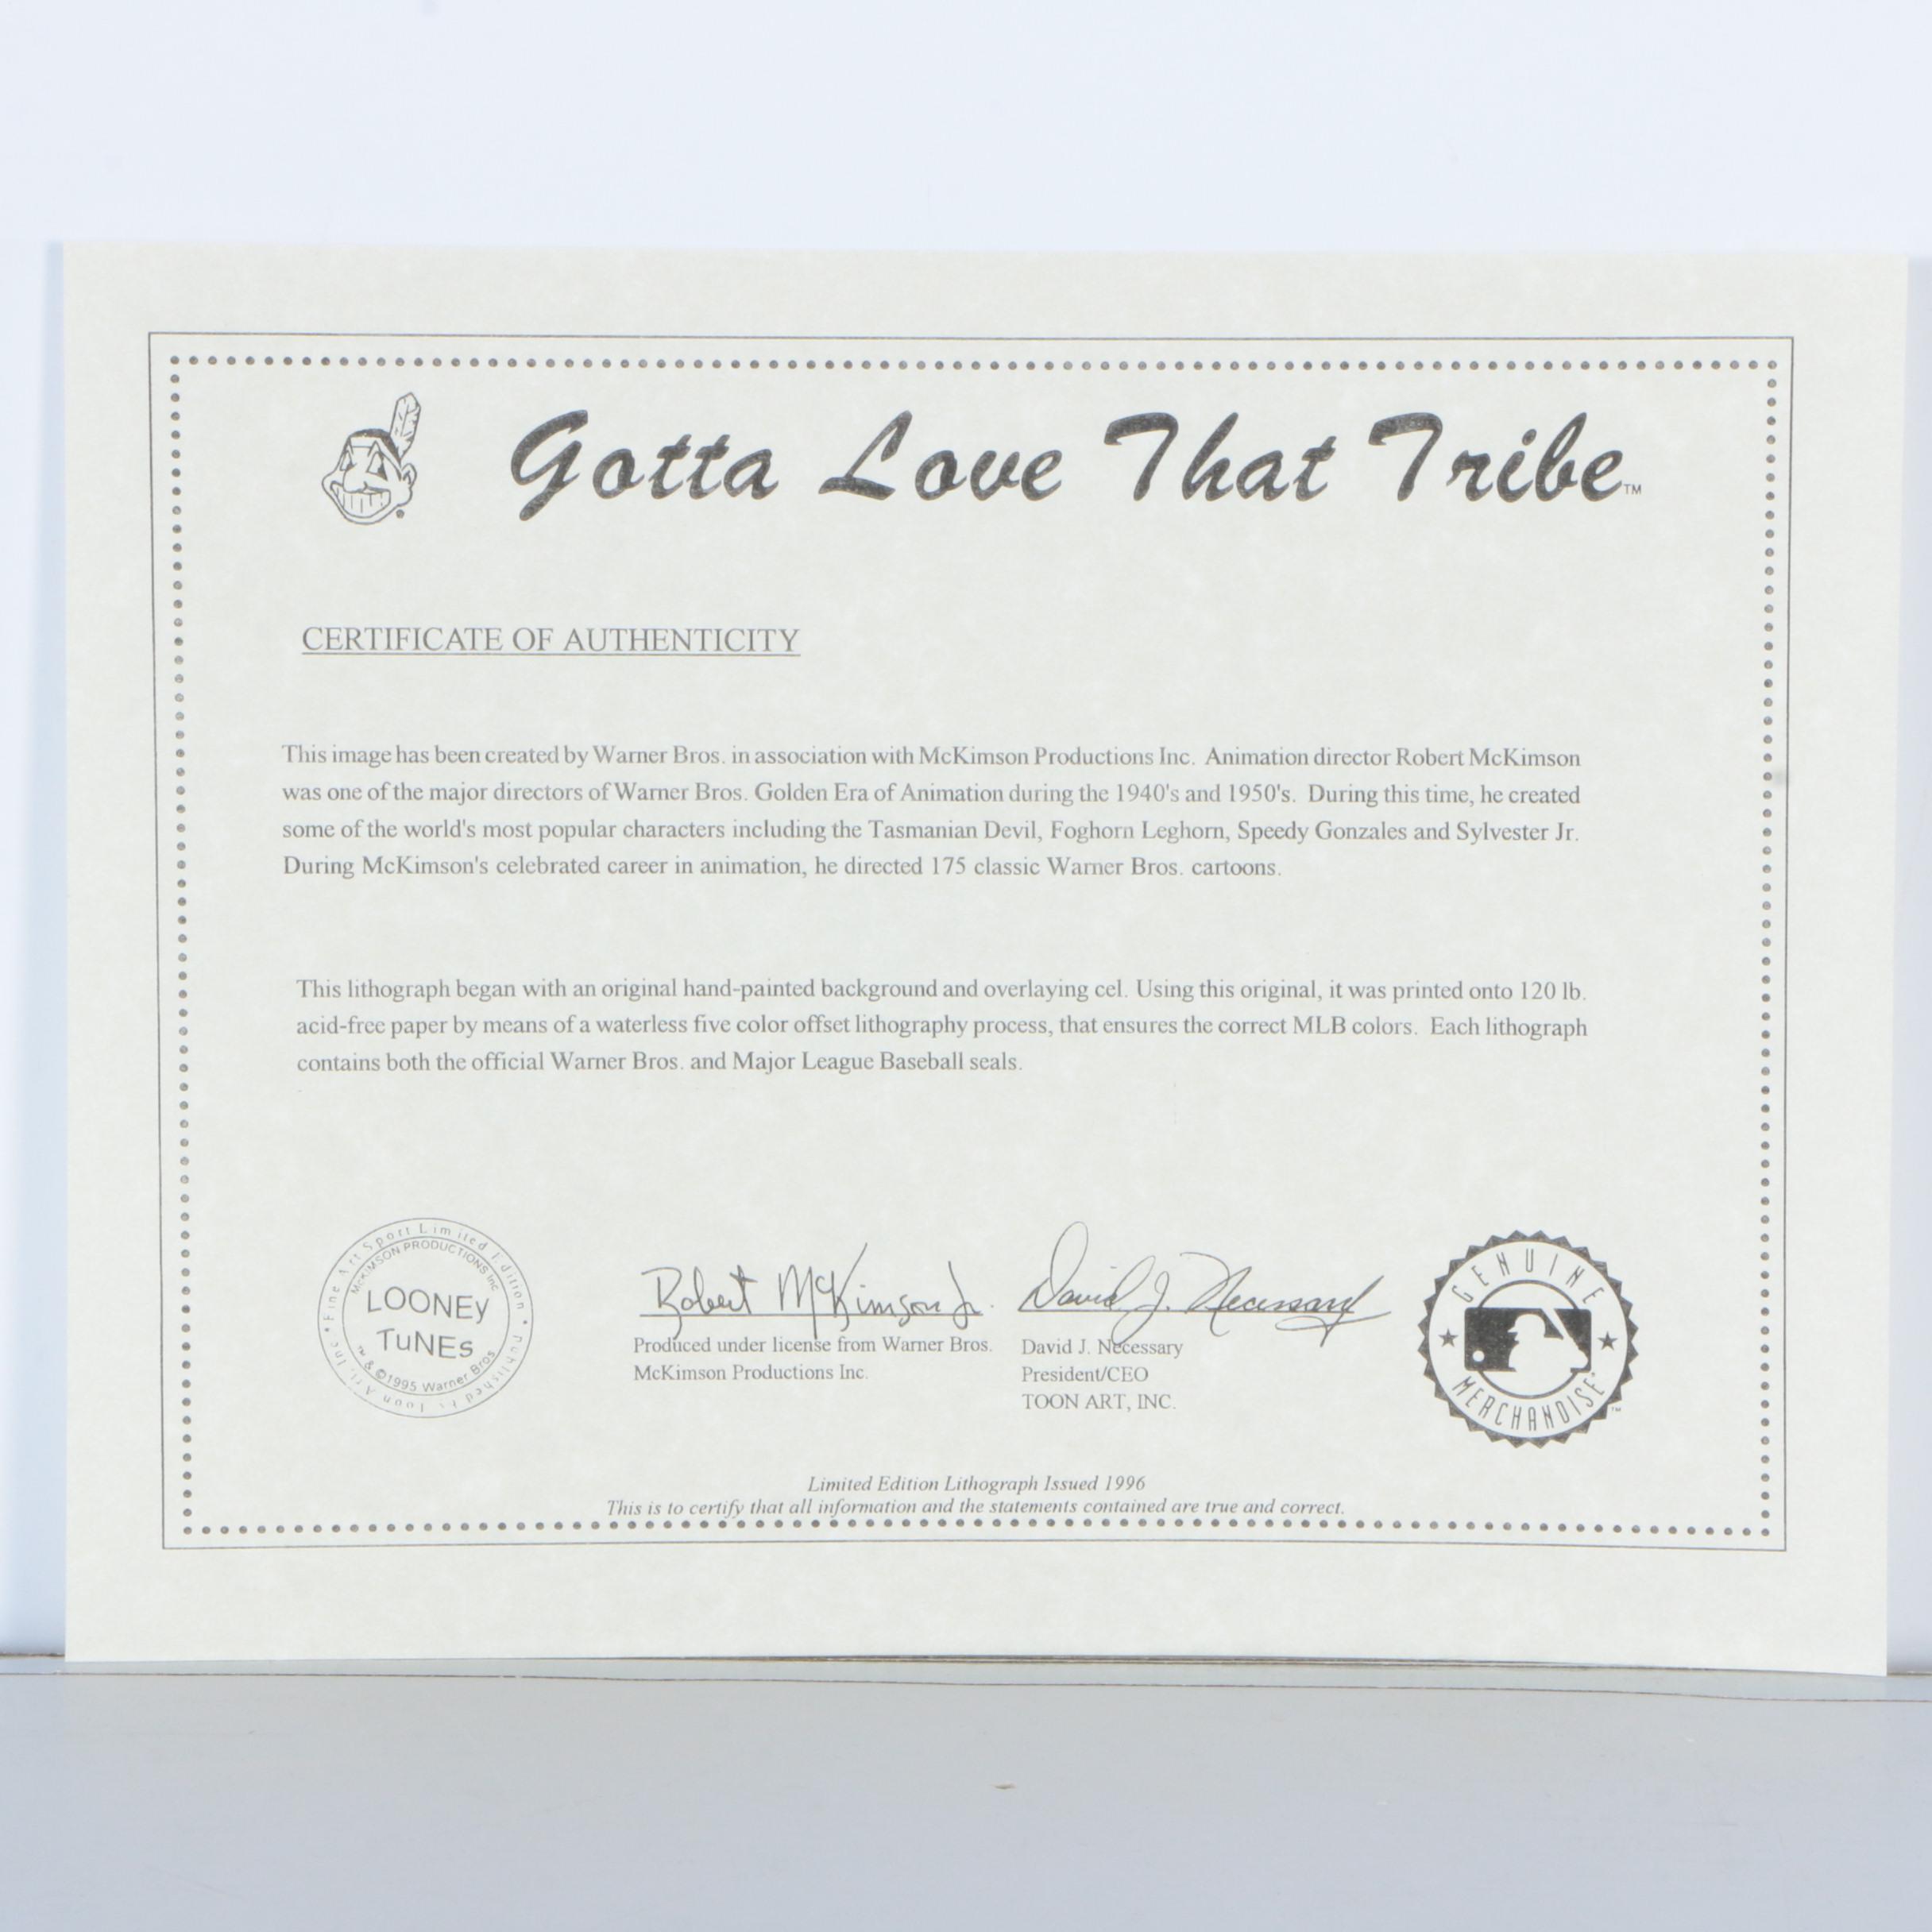 Gotta Love That Tribe™
CERTIFICATE OF AUTHENTICITY
This image has been created by Warner Bros. in association with McKimson Productions Inc. Animation director Robert McKimson
was one of the major directors of Warner Bros. Golden Era of Animation during the 1940's and 1950's. During this time, he created
some of the world's most popular characters including the Tasmanian Devil, Foghorn Leghorn, Speedy Gonzales and Sylvester Jr.
During McKimson's celebrated career in animation, he directed 175 classic Warner Bros. cartoons.
This lithograph began with an original hand-painted background and overlaying cel. Using this original, it was printed onto 120 lb.
acid-free paper by means of a waterless five color offset lithography process, that ensures the correct MLB colors. Each lithograph
contains both the official Warner Bros. and Major League Baseball seals.
Fine Art Sport Limited Edition • Published by Toon Art, Inc. •
McKIMSON PRODUCTIONS Inc.
LOONEY
TUNES
™ & ©1995 Warner Bros
Robert McKimson Jr.
Produced under license from Warner Bros.
McKimson Productions Inc.
David J. Necessary
David J. Necessary
President/CEO
TOON ART, INC.
GENUINE
MERCHANDISE™
Limited Edition Lithograph Issued 1996
This is to certify that all information and the statements contained are true and correct.